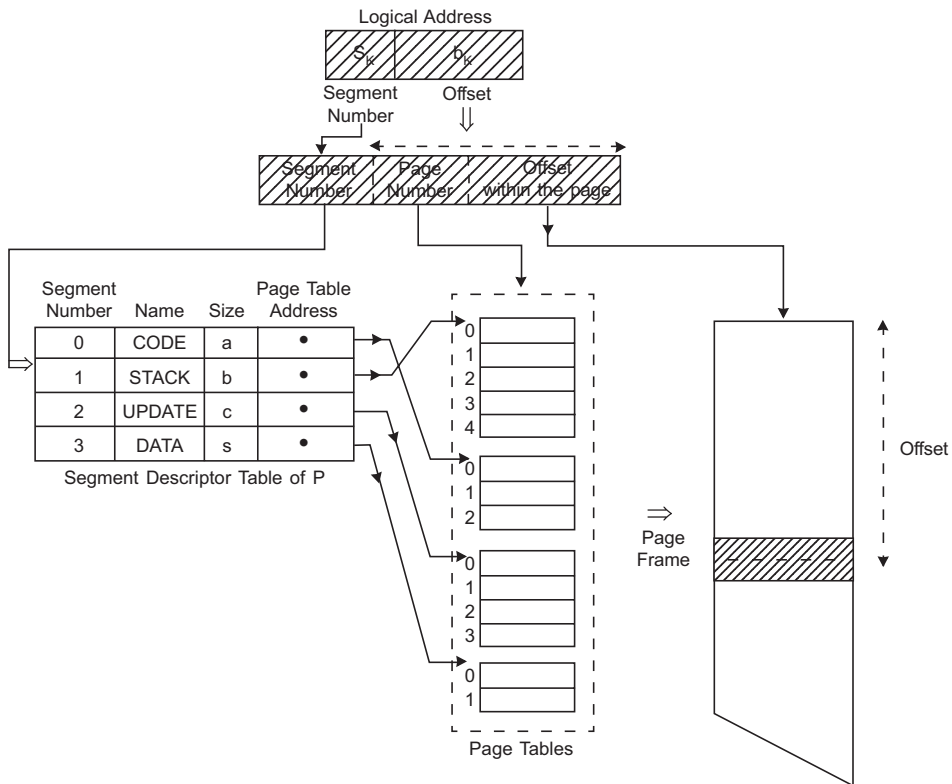 Logical Address
S_K b_K
Segment Number
Offset
⇓
Segment Number
Page Number
Offset within the page
Segment Number Name Size Page Table Address
0 CODE a •
1 STACK b •
2 UPDATE c •
3 DATA s •
Segment Descriptor Table of P
0
1
2
3
4
0
1
2
0
1
2
3
0
1
Page Tables
⇒
Page
Frame
Offset